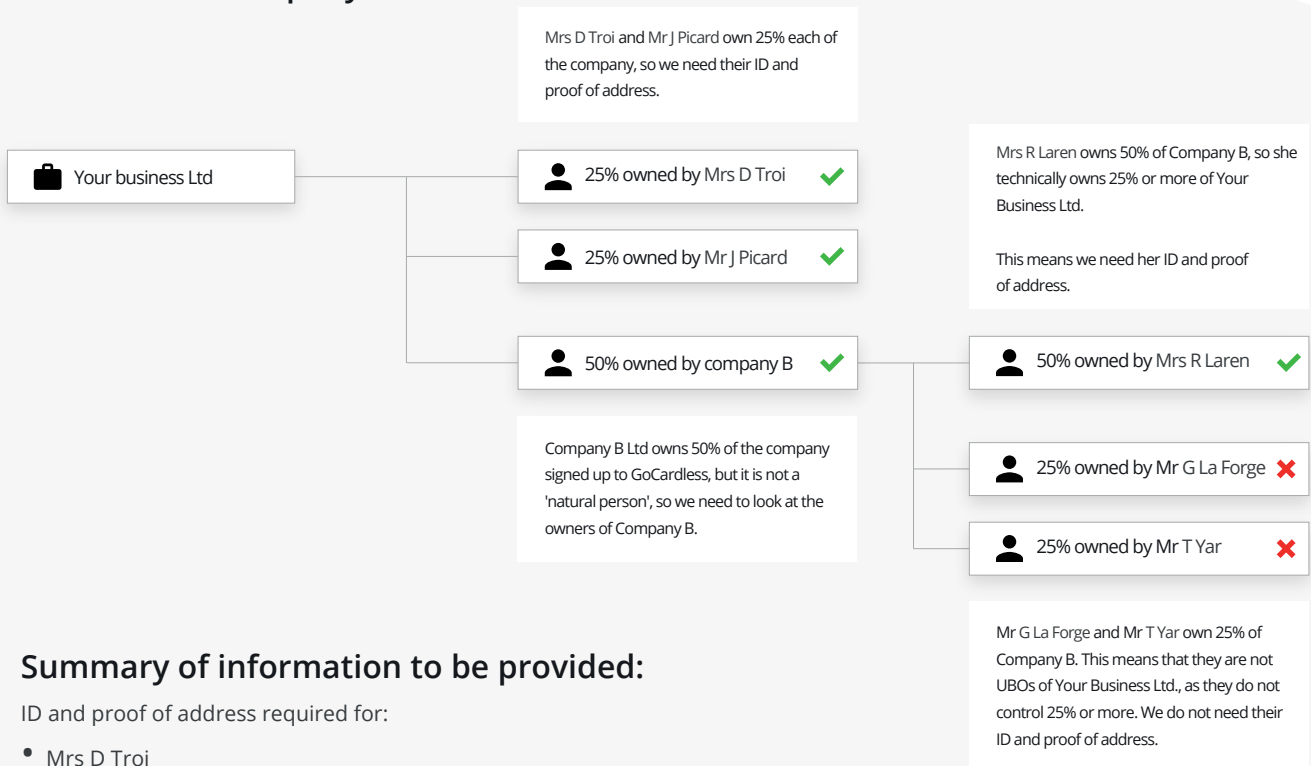 Mrs D Troi and Mr J Picard own 25% each of
the company, so we need their ID and
proof of address.
Your business Ltd
25% owned by Mrs D Troi
25% owned by Mr J Picard
50% owned by company B
Company B Ltd owns 50% of the company
signed up to GoCardless, but it is not a
'natural person', so we need to look at the
owners of Company B.
Mrs R Laren owns 50% of Company B, so she
technically owns 25% or more of Your
Business Ltd.
This means we need her ID and proof
of address.
50% owned by Mrs R Laren
25% owned by Mr G La Forge
25% owned by Mr T Yar
Mr G La Forge and Mr T Yar own 25% of
Company B. This means that they are not
UBOs of Your Business Ltd., as they do not
control 25% or more. We do not need their
ID and proof of address.
Summary of information to be provided:
ID and proof of address required for:
• Mrs D Troi